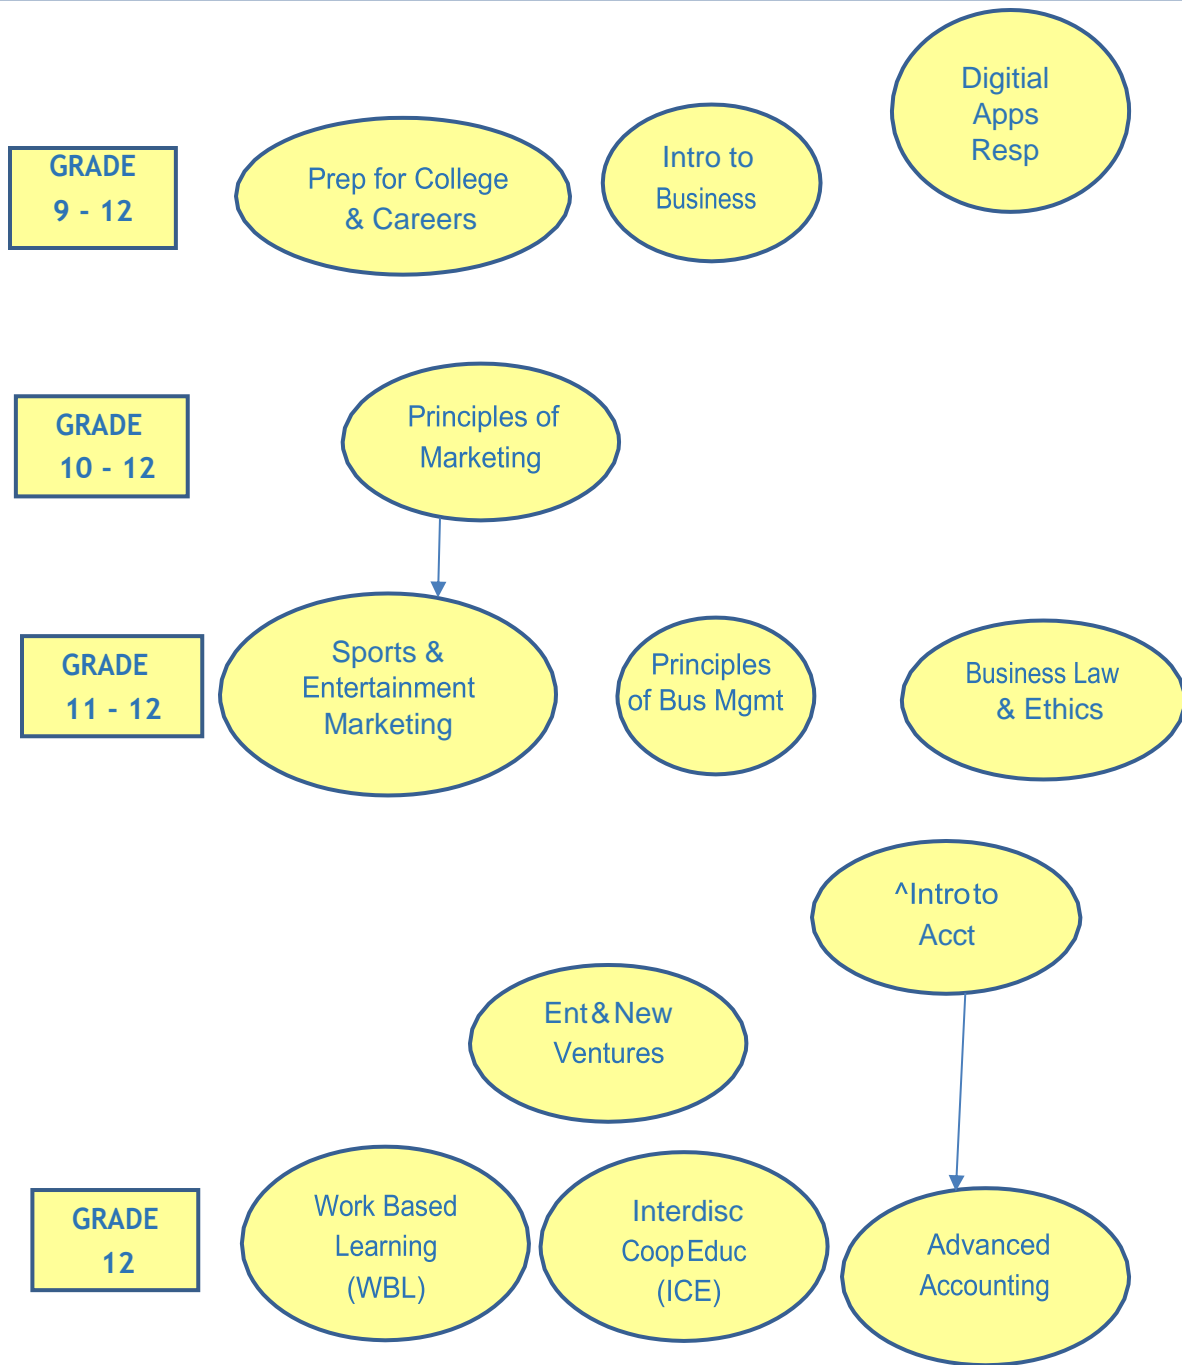 Digitial
Apps
Resp
GRADE
9 - 12
Prep for College
& Careers
Intro to
Business
GRADE
10 - 12
Principles of
Marketing
GRADE
11 - 12
Sports &
Entertainment
Marketing
Principles
of Bus Mgmt
Business Law
& Ethics
^Intro to
Acct
Ent & New
Ventures
GRADE
12
Work Based
Learning
(WBL)
Interdisc
Coop Educ
(ICE)
Advanced
Accounting